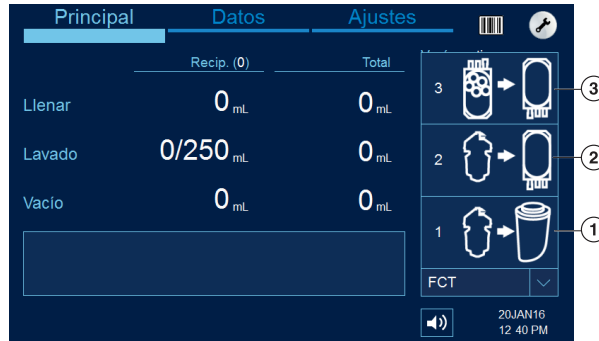 Principal Datos Ajustes
Recip. (0) Total
3
3
Llenar 0 mL 0 mL
Lavado 0/250 mL 0 mL
2
2
Vacío 0 mL 0 mL
1
1
FCT
20JAN16
12 40 PM